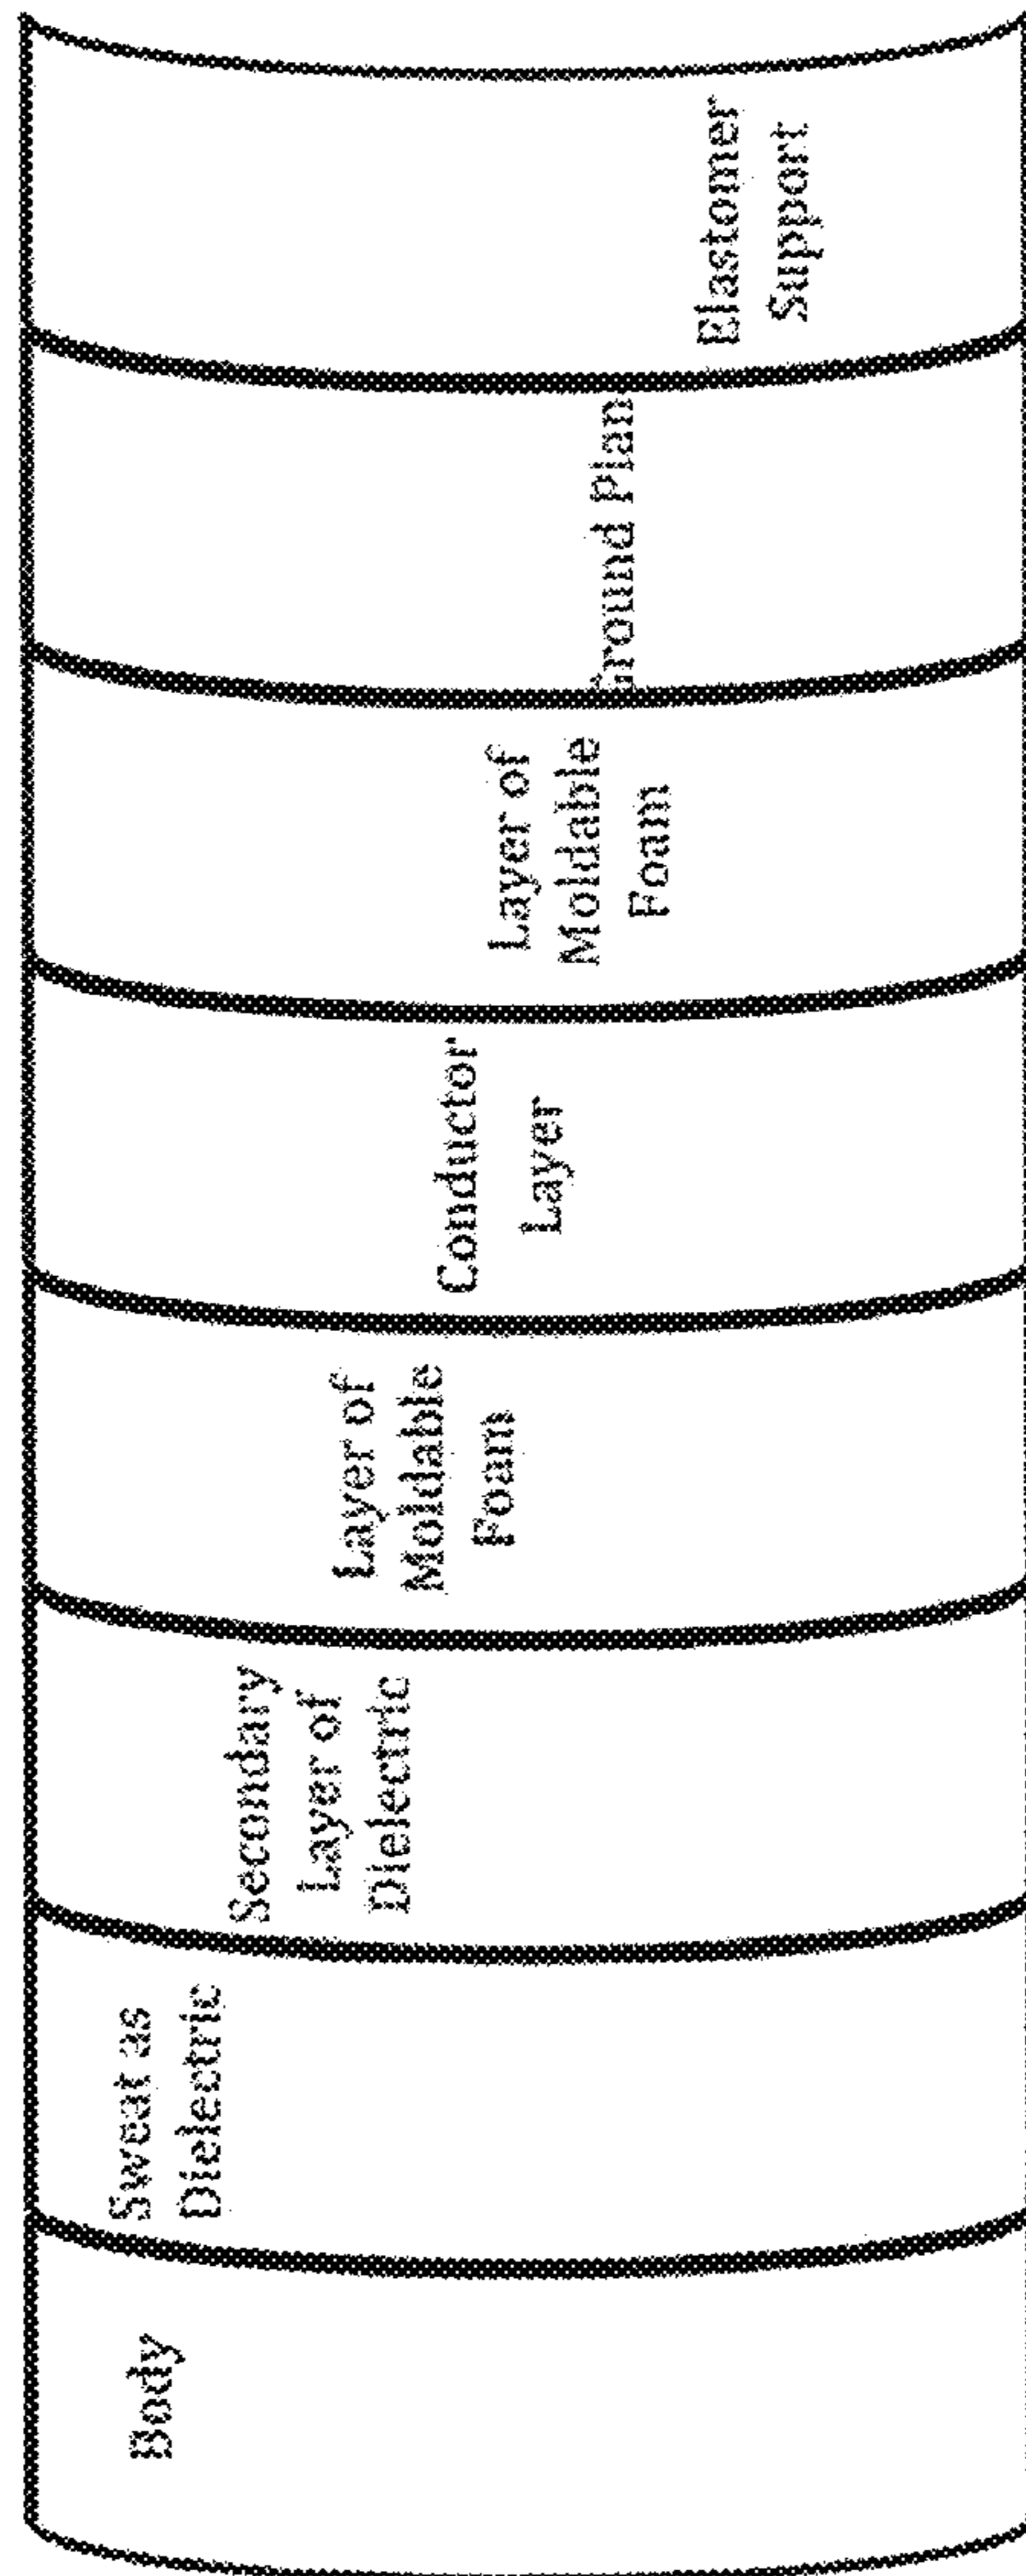 Body
Sweat as
Dielectric
Secondary
Layer of
Dielectric
Layer of
Moldable
Foam
Conductor
Layer
Layer of
Moldable
Foam
Ground Plan
Elastomer
Support